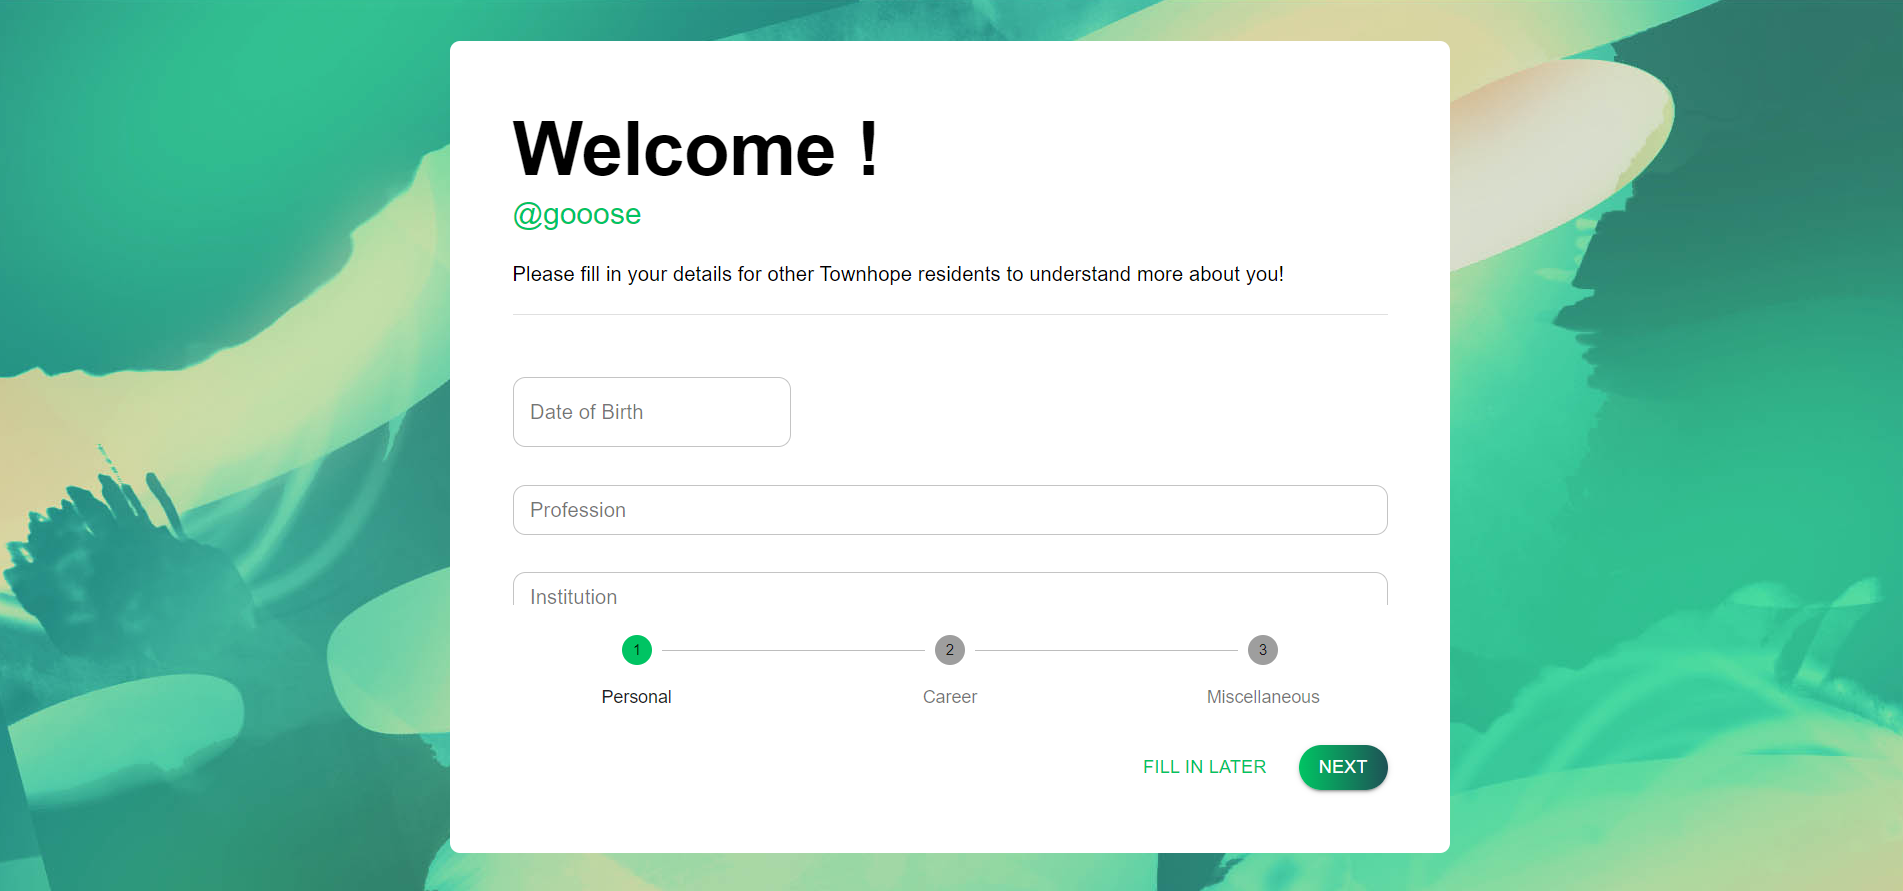 Welcome !
@gooose
Please fill in your details for other Townhope residents to understand more about you!
Date of Birth
Profession
Institution
1 2 3
Personal Career Miscellaneous
FILL IN LATER NEXT